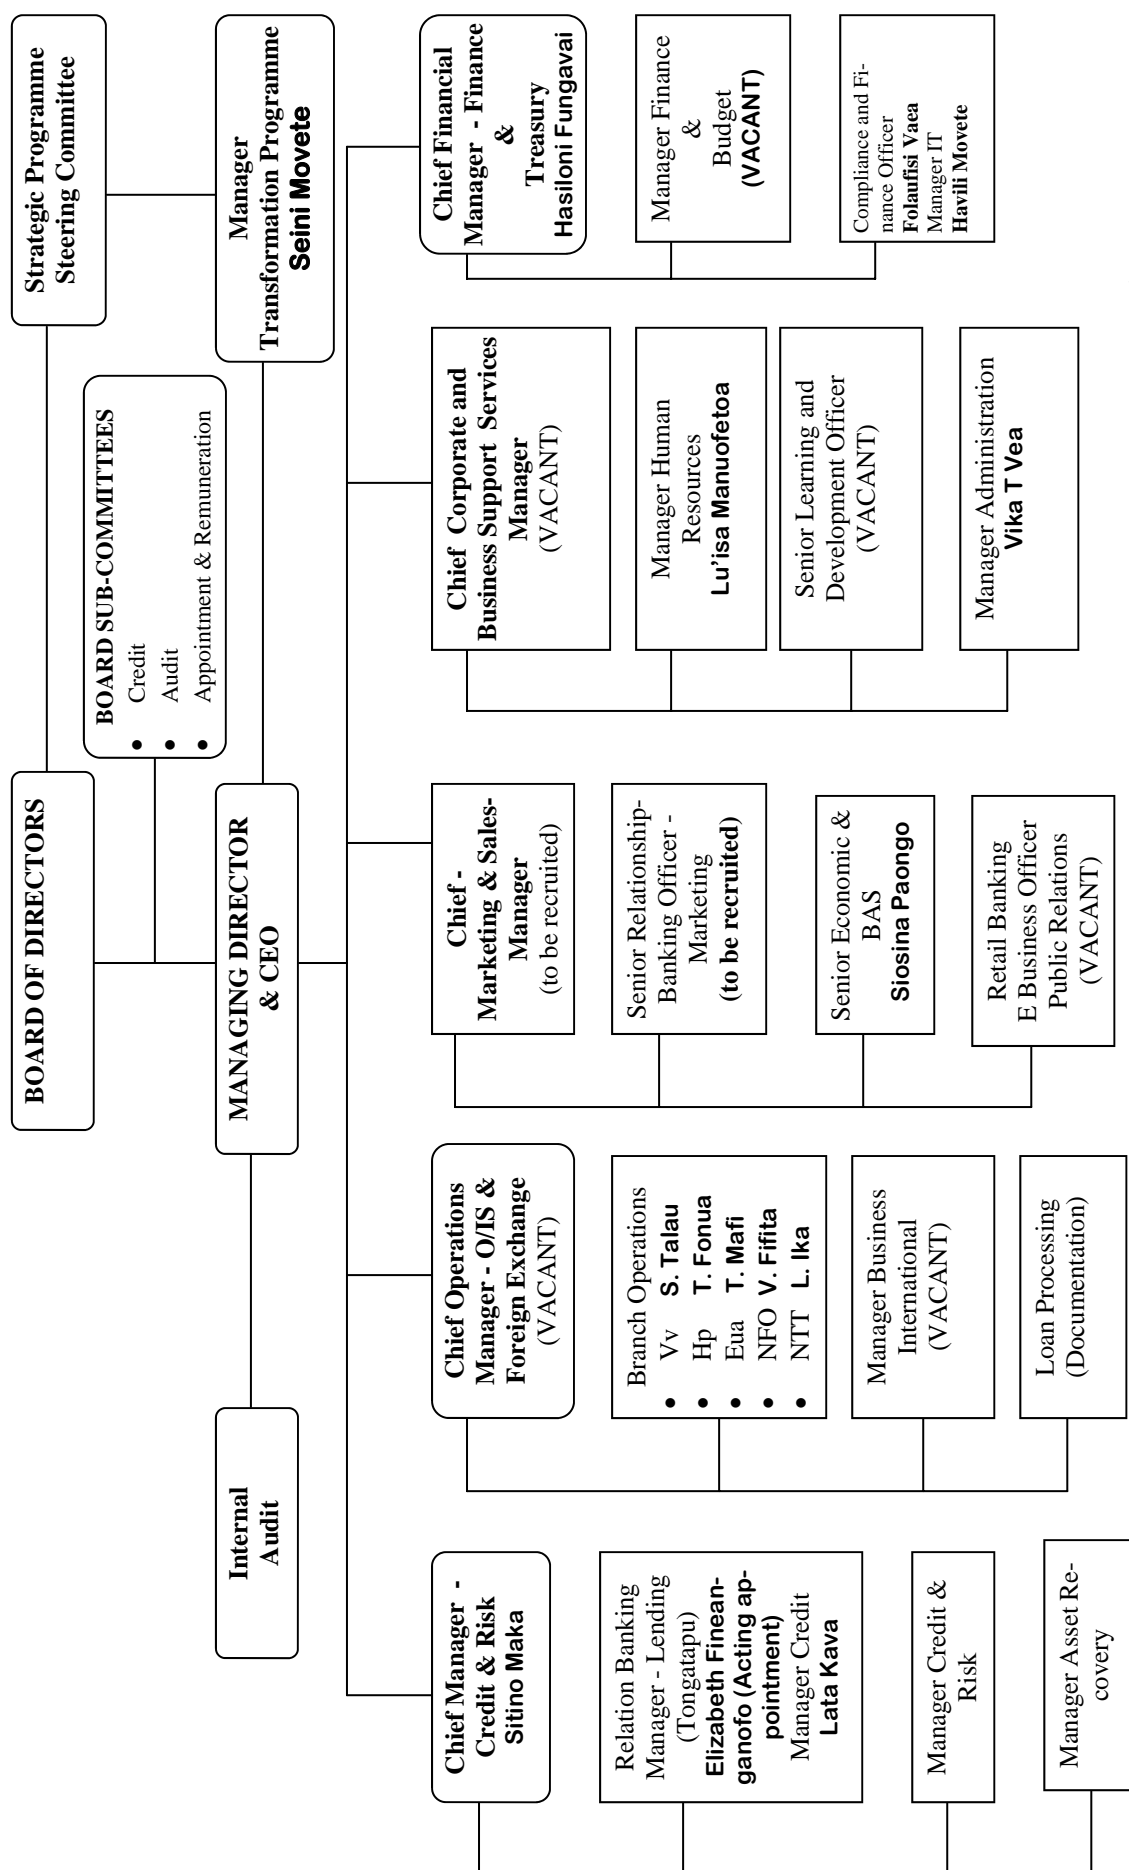 BOARD OF DIRECTORS
Strategic Programme
Steering Committee
BOARD SUB-COMMITTEES
• Credit
• Audit
• Appointment & Remuneration
Internal
Audit
MANAGING DIRECTOR
& CEO
Manager
Transformation Programme
Seini Movete
Chief Manager -
Credit & Risk
Sitino Maka
Relation Banking
Manager - Lending
(Tongatapu)
Elizabeth Finean-
ganofo (Acting ap-
pointment)
Manager Credit
Lata Kava
Manager Credit &
Risk
Manager Asset Re-
covery
Chief Operations
Manager - O/IS &
Foreign Exchange
(VACANT)
Branch Operations
• Vv S. Talau
• Hp T. Fonua
• Eua T. Mafi
• NFO V. Fifita
• NTT L. Ika
Manager Business
International
(VACANT)
Loan Processing
(Documentation)
Chief -
Marketing & Sales-
Manager
(to be recruited)
Senior Relationship-
Banking Officer -
Marketing
(to be recruited)
Senior Economic &
BAS
Siosina Paongo
Retail Banking
E Business Officer
Public Relations
(VACANT)
Chief Corporate and
Business Support Services
Manager
(VACANT)
Manager Human
Resources
Lu'isa Manuofetoa
Senior Learning and
Development Officer
(VACANT)
Manager Administration
Vika T Vea
Chief Financial
Manager - Finance
&
Treasury
Hasiloni Fungavai
Manager Finance
&
Budget
(VACANT)
Compliance and Fi-
nance Officer
Folaufisi Vaea
Manager IT
Havili Movete